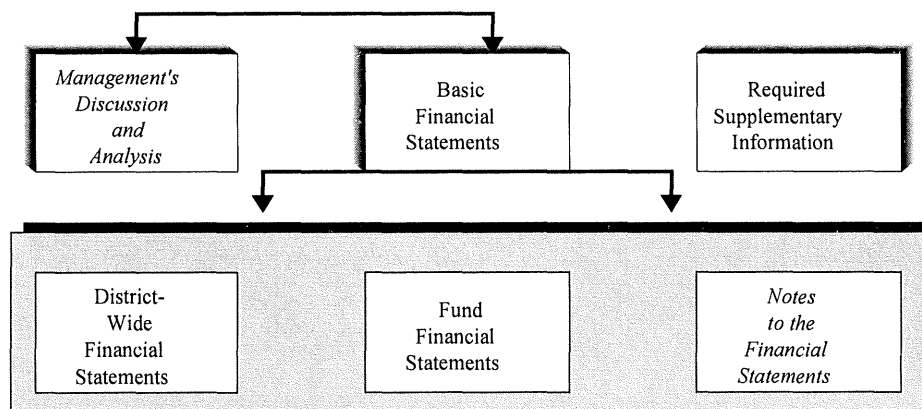 Management's
Discussion
and
Analysis
Basic
Financial
Statements
Required
Supplementary
Information
District-
Wide
Financial
Statements
Fund
Financial
Statements
Notes
to the
Financial
Statements